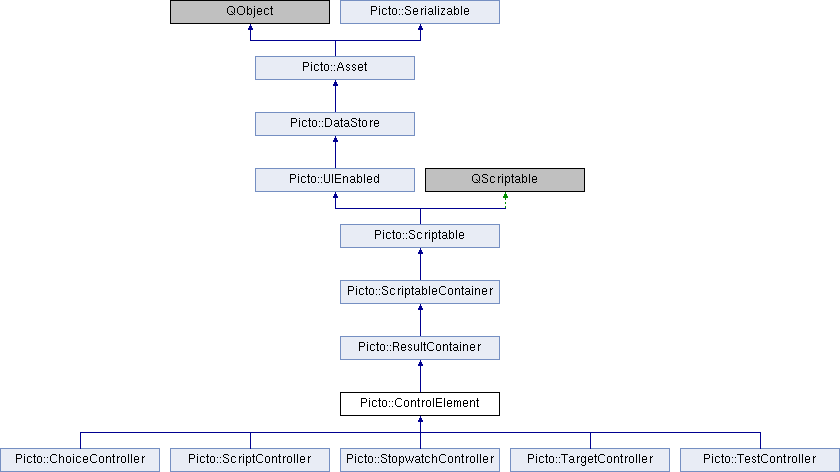 QObject
Picto::Serializable
Picto::Asset
Picto::DataStore
Picto::UIEnabled
QScriptable
Picto::Scriptable
Picto::ScriptableContainer
Picto::ResultContainer
Picto::ControlElement
Picto::ChoiceController
Picto::ScriptController
Picto::StopwatchController
Picto::TargetController
Picto::TestController